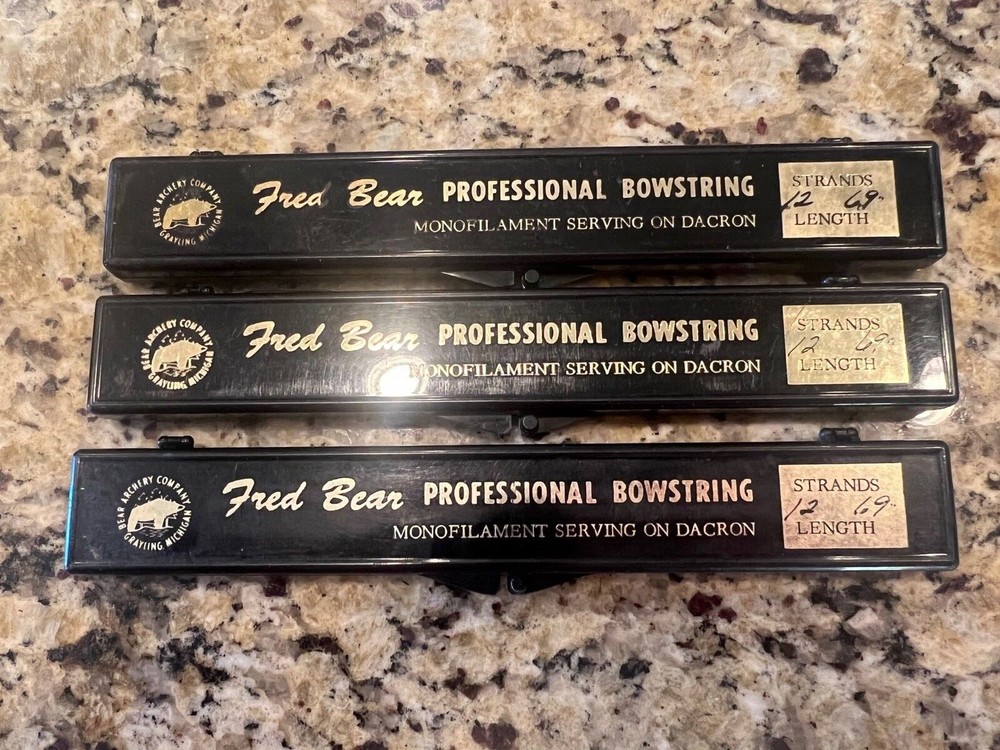 BEAR ARCHERY COMPANY
GRAYLING, MICHIGAN
Fred Bear PROFESSIONAL BOWSTRING
MONOFILAMENT SERVING ON DACRON
STRANDS
12 69"
LENGTH
BEAR ARCHERY COMPANY
GRAYLING, MICHIGAN
Fred Bear PROFESSIONAL BOWSTRING
MONOFILAMENT SERVING ON DACRON
STRANDS
12 69"
LENGTH
BEAR ARCHERY COMPANY
GRAYLING, MICHIGAN
Fred Bear PROFESSIONAL BOWSTRING
MONOFILAMENT SERVING ON DACRON
STRANDS
12 69"
LENGTH